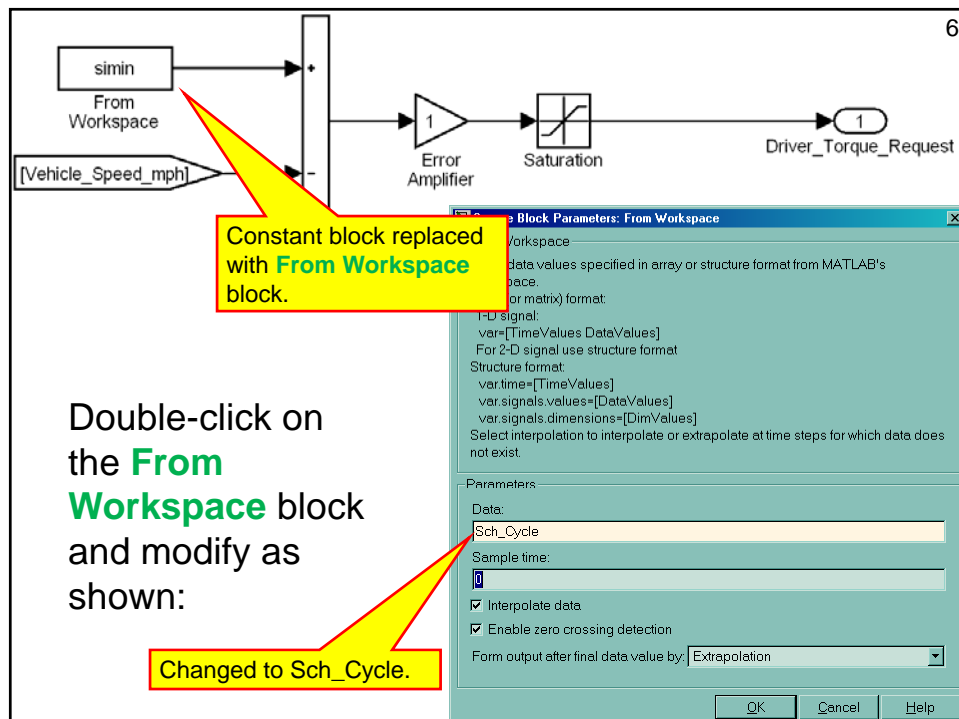 6
simin
From
Workspace
[Vehicle_Speed_mph]
+
−
1
Error
Amplifier
Saturation
1
Driver_Torque_Request
Constant block replaced
with From Workspace
block.
Block Parameters: From Workspace
Workspace
data values specified in array or structure format from MATLAB's
or matrix) format:
1-D signal:
var=[TimeValues DataValues]
For 2-D signal use structure format
Structure format:
var.time=[TimeValues]
var.signals.values=[DataValues]
var.signals.dimensions=[DimValues]
Select interpolation to interpolate or extrapolate at time steps for which data does
not exist.
Parameters
Data:
Sch_Cycle
Sample time:
0
Interpolate data
Enable zero crossing detection
Form output after final data value by: Extrapolation
OK Cancel Help
Double-click on
the From
Workspace block
and modify as
shown:
Changed to Sch_Cycle.